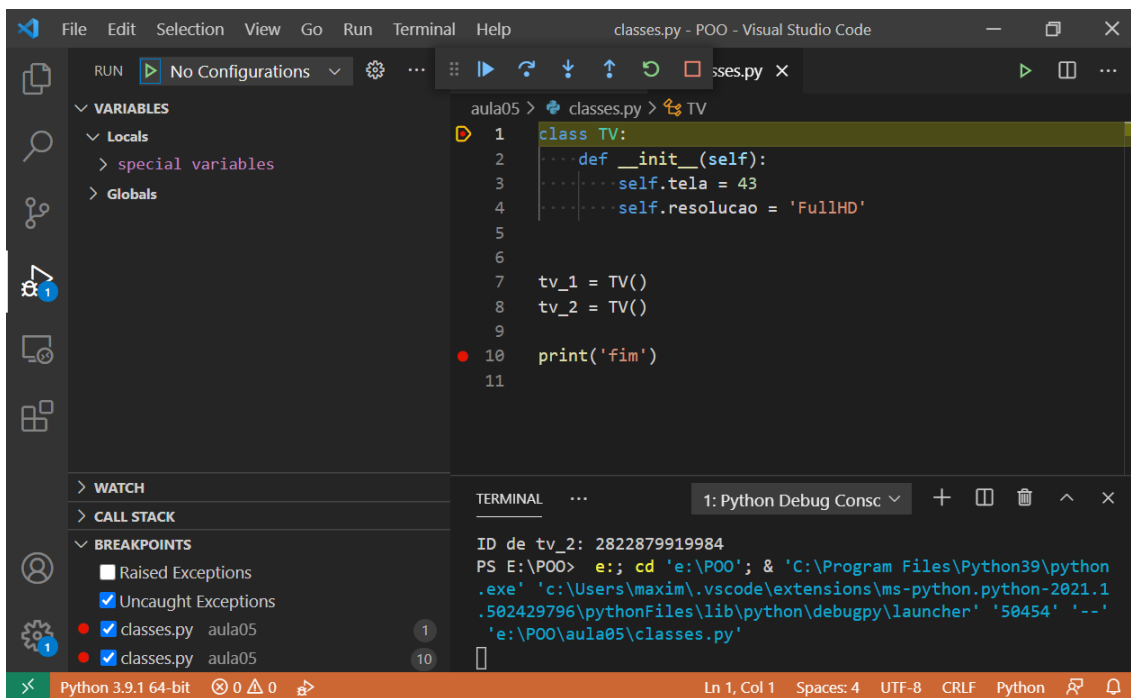 File Edit Selection View Go Run Terminal Help classes.py - POO - Visual Studio Code
RUN No Configurations ...
sses.py
VARIABLES
Locals
special variables
Globals
aula05 > classes.py > TV
1 class TV:
2 ····def __init__(self):
3 ········self.tela = 43
4 ········self.resolucao = 'FullHD'
5
6
7 tv_1 = TV()
8 tv_2 = TV()
9
10 print('fim')
11
WATCH
CALL STACK
BREAKPOINTS
Raised Exceptions
Uncaught Exceptions
classes.py aula05 1
classes.py aula05 10
1
1
TERMINAL ... 1: Python Debug Consc
ID de tv_2: 2822879919984
PS E:\POO> e:; cd 'e:\POO'; & 'C:\Program Files\Python39\python
.exe' 'c:\Users\maxim\.vscode\extensions\ms-python.python-2021.1
.502429796\pythonFiles\lib\python\debugpy\launcher' '50454' '--'
'e:\POO\aula05\classes.py'
Python 3.9.1 64-bit 0 0 Ln 1, Col 1 Spaces: 4 UTF-8 CRLF Python